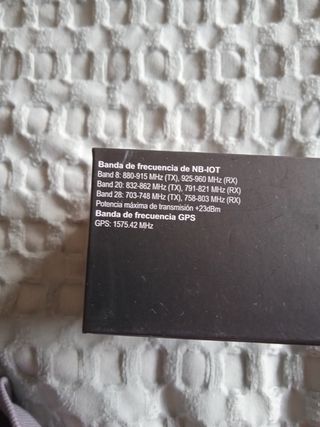 Banda de frecuencia de NB-IOT
Band 8: 880-915 MHz (TX), 925-960 MHz (RX)
Band 20: 832-862 MHz (TX), 791-821 MHz (RX)
Band 28: 703-748 MHz (TX), 758-803 MHz (RX)
Potencia máxima de transmisión +23dBm
Banda de frecuencia GPS
GPS: 1575.42 MHz